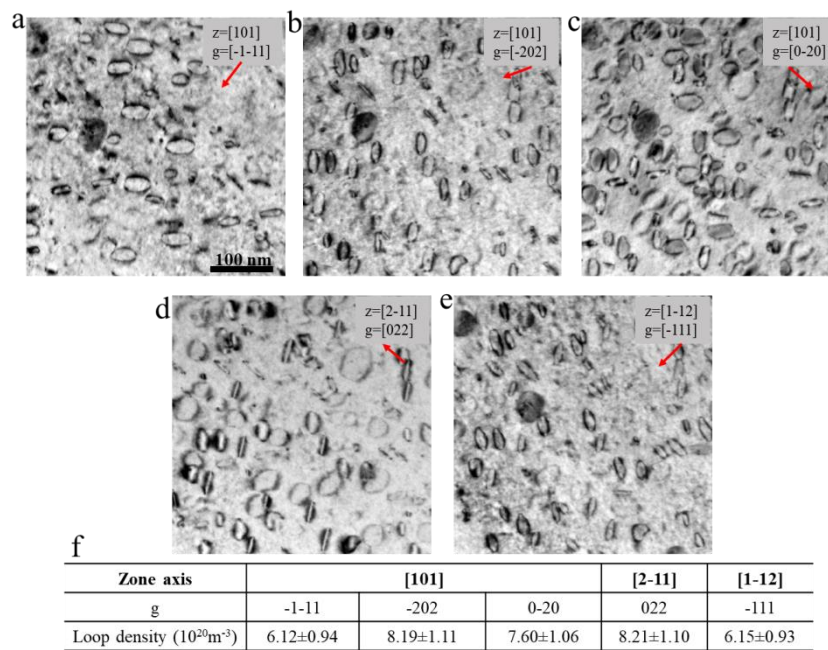 a
z=[101]
g=[-1-11]
100 nm
b
z=[101]
g=[-202]
c
z=[101]
g=[0-20]
d
z=[2-11]
g=[022]
e
z=[1-12]
g=[-111]
f
Zone axis [101] [2-11] [1-12]
g -1-11 -202 0-20 022 -111
Loop density (10²⁰m⁻³) 6.12±0.94 8.19±1.11 7.60±1.06 8.21±1.10 6.15±0.93